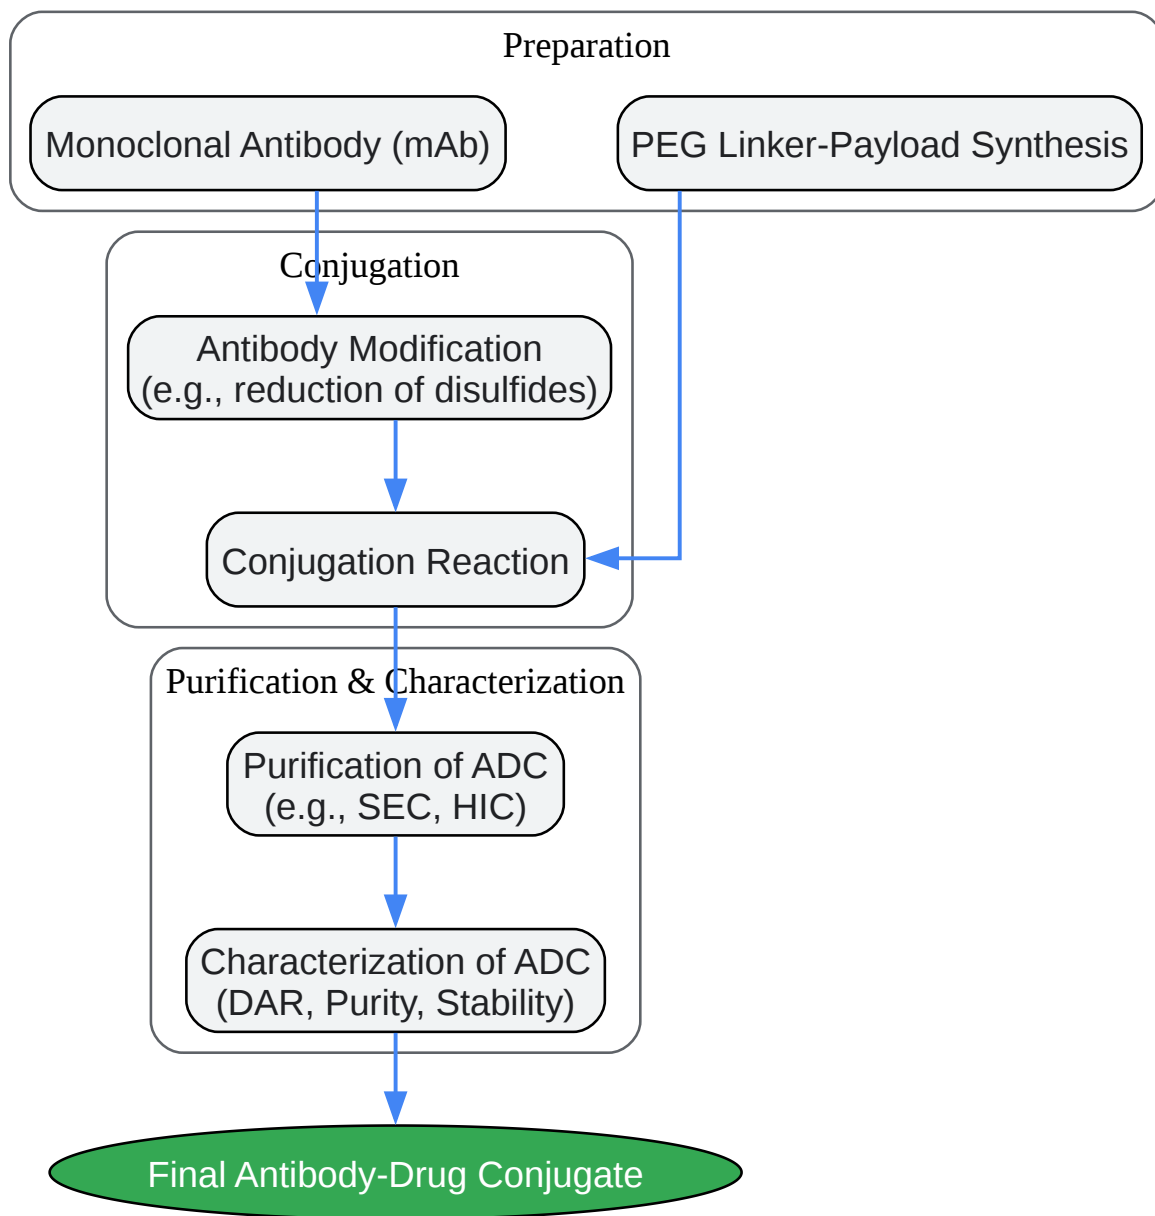 Preparation
Monoclonal Antibody (mAb)
PEG Linker-Payload Synthesis
Conjugation
Antibody Modification
(e.g., reduction of disulfides)
Conjugation Reaction
Purification & Characterization
Purification of ADC
(e.g., SEC, HIC)
Characterization of ADC
(DAR, Purity, Stability)
Final Antibody-Drug Conjugate